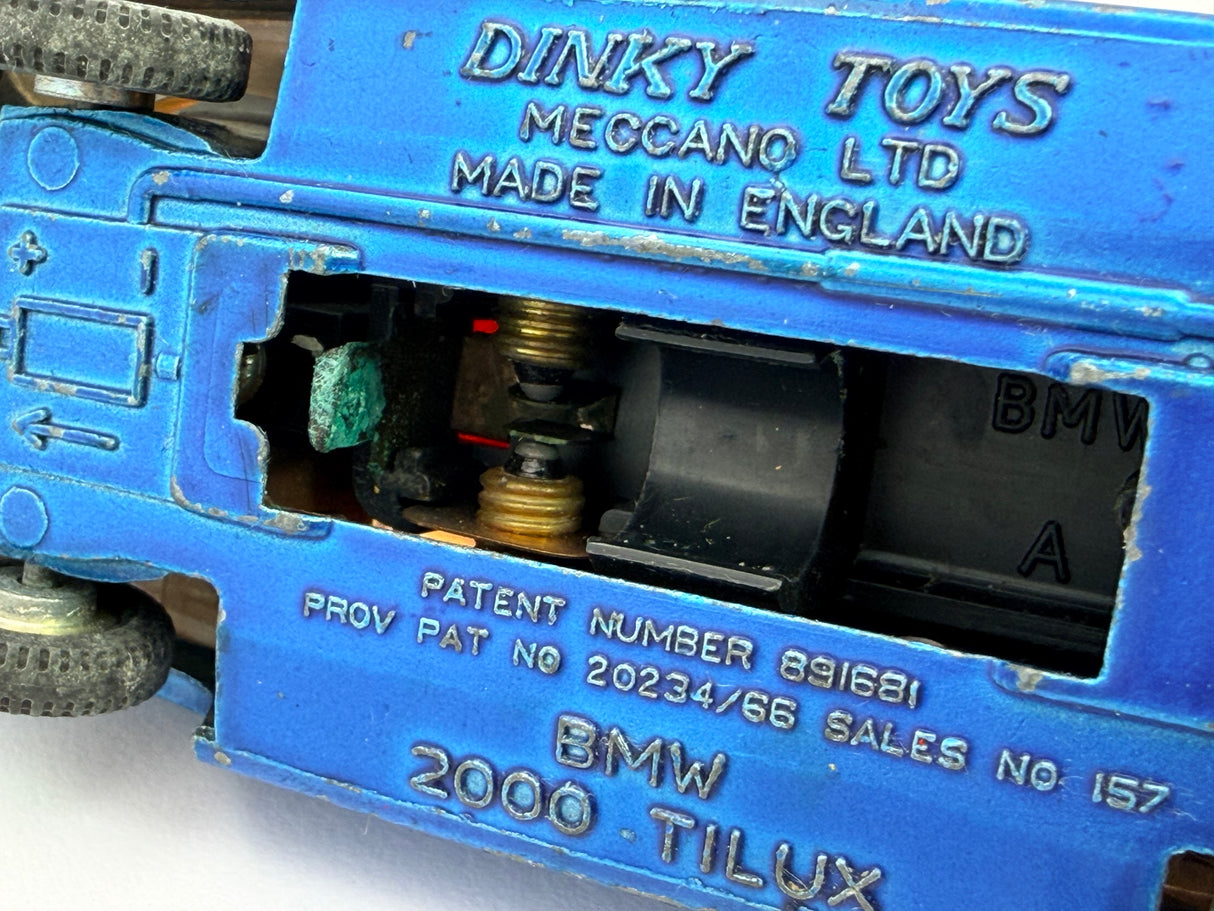 DINKY TOYS
MECCANO LTD
MADE IN ENGLAND
+ -
BMW
A
PATENT NUMBER 891681
PROV PAT NO 20234/66 SALES NO 157
BMW
2000 · TILUX